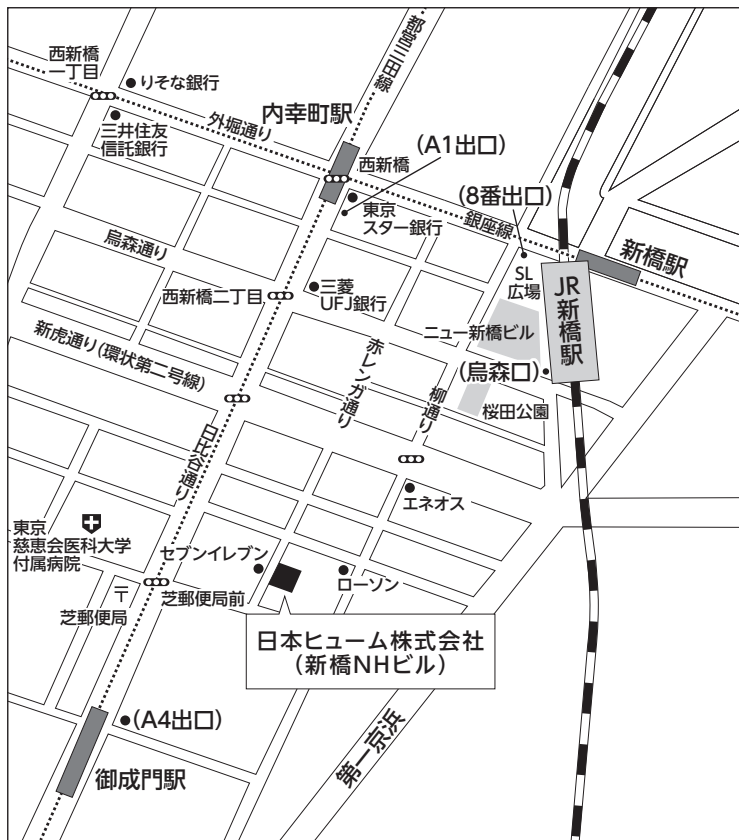 都営三田線
西新橋
一丁目
りそな銀行
内幸町駅
外堀通り
三井住友
信託銀行
西新橋
(A1出口)
(8番出口)
東京
スター銀行
銀座線
新橋駅
烏森通り
SL
広場
JR新橋駅
三菱
UFJ銀行
西新橋二丁目
ニュー新橋ビル
新虎通り(環状第二号線)
赤レンガ通り
(烏森口)
柳通り
桜田公園
日比谷通り
エネオス
東京
慈恵会医科大学
付属病院
セブンイレブン
ローソン
〒
芝郵便局前
芝郵便局
日本ヒューム株式会社
(新橋NHビル)
(A4出口)
第一京浜
御成門駅